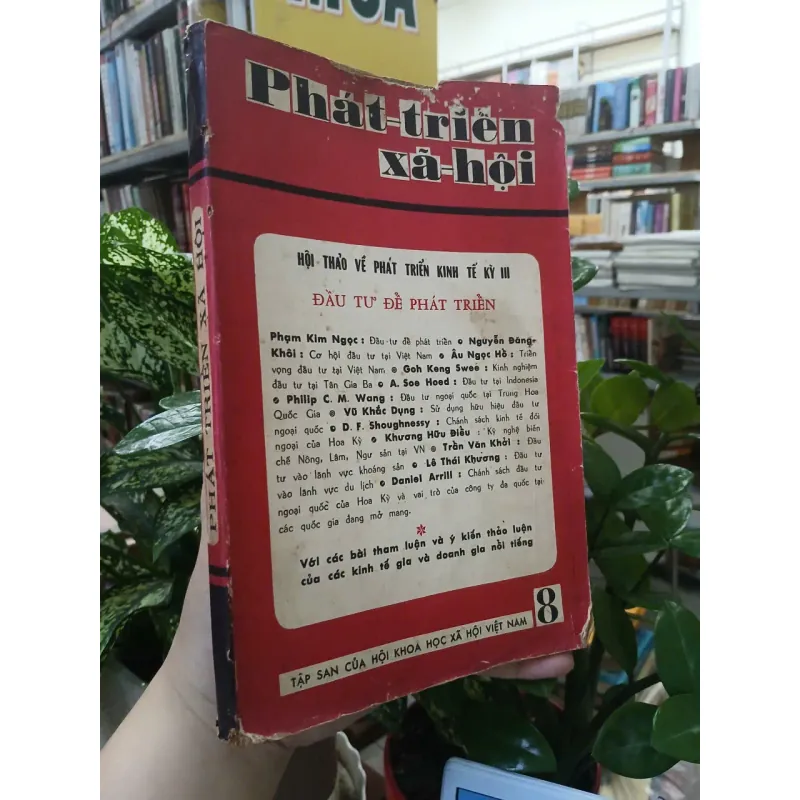 HÓA
Phát-triển
xã-hội
HỘI THẢO VỀ PHÁT TRIỂN KINH TẾ KỲ III
ĐẦU TƯ ĐỂ PHÁT TRIỂN
Phạm Kim Ngọc : Đầu tư để phát triển • Nguyễn Đăng-
Khôi : Cơ hội đầu tư tại Việt Nam • Âu Ngọc Hồ : Triển
vọng đầu tư tại Việt Nam • Goh Keng Swee : Kinh nghiệm
đầu tư tại Tân Gia Ba • A. Soe Hoed : Đầu tư tại Indonesia
• Philip C. M. Wang : Đầu tư ngoại quốc tại Trung Hoa
Quốc Gia • Vũ Khắc Dụng : Sử dụng hữu hiệu đầu tư
ngoại quốc • D. F. Shoughnessy : Chánh sách kinh tế đối
ngoại của Hoa Kỳ • Khương Hữu Điểu : Kỹ nghệ biến
chế Nông, Lâm, Ngư sản tại VN • Trần Văn Khởi : Đầu
tư vào lãnh vực khoáng sản • Lê Thái Khương : Đầu tư
vào lãnh vực du lịch • Daniel Arrill : Chánh sách đầu tư
ngoại quốc của Hoa Kỳ và vai trò của công ty đa quốc tại
các quốc gia đang mở mang.
*
Với các bài tham luận và ý kiến thảo luận
của các kinh tế gia và doanh gia nổi tiếng
TẬP SAN CỦA HỘI KHOA HỌC XÃ HỘI VIỆT NAM
8
PHÁT TRIỂN XÃ HỘI